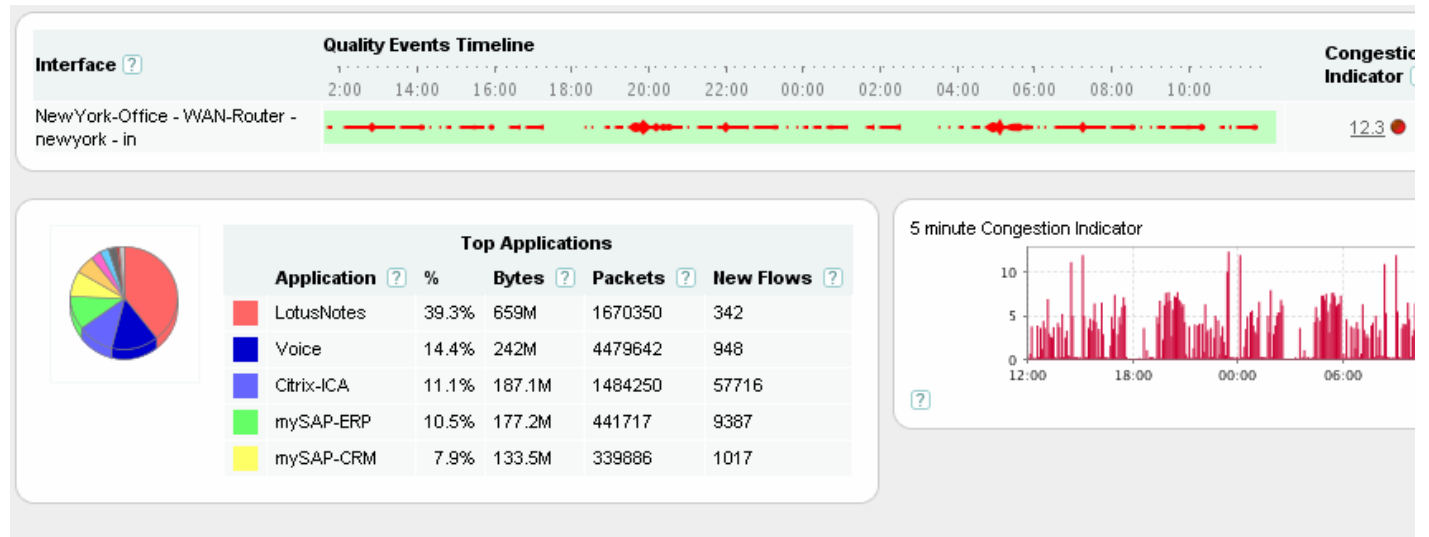 Quality Events Timeline
Interface ?
Congestic
Indicator
2:00 14:00 16:00 18:00 20:00 22:00 00:00 02:00 04:00 06:00 08:00 10:00
NewYork-Office - WAN-Router -
newyork - in
12.3
Top Applications
Application ? % Bytes ? Packets ? New Flows ?
LotusNotes 39.3% 659M 1670350 342
Voice 14.4% 242M 4479642 948
Citrix-ICA 11.1% 187.1M 1484250 57716
mySAP-ERP 10.5% 177.2M 441717 9387
mySAP-CRM 7.9% 133.5M 339886 1017
5 minute Congestion Indicator
10
5
0
12:00 18:00 00:00 06:00
?